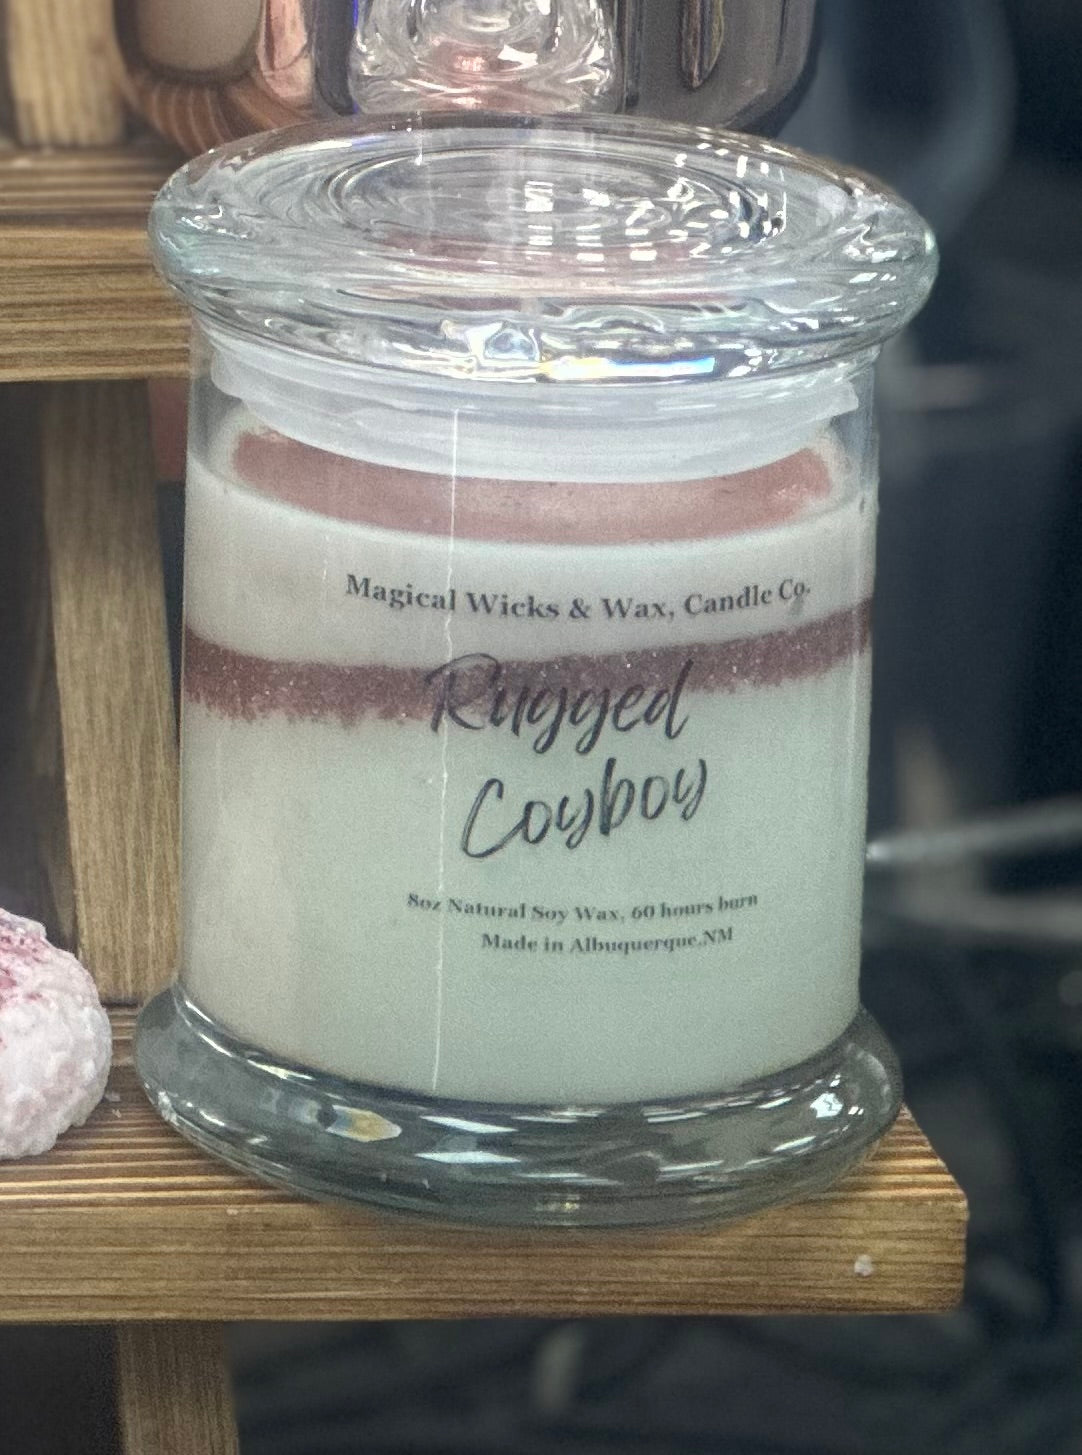 Magical Wicks & Wax, Candle Co.
Rugged
Coyboy
8oz Natural Soy Wax, 60 hours burn
Made in Albuquerque,NM